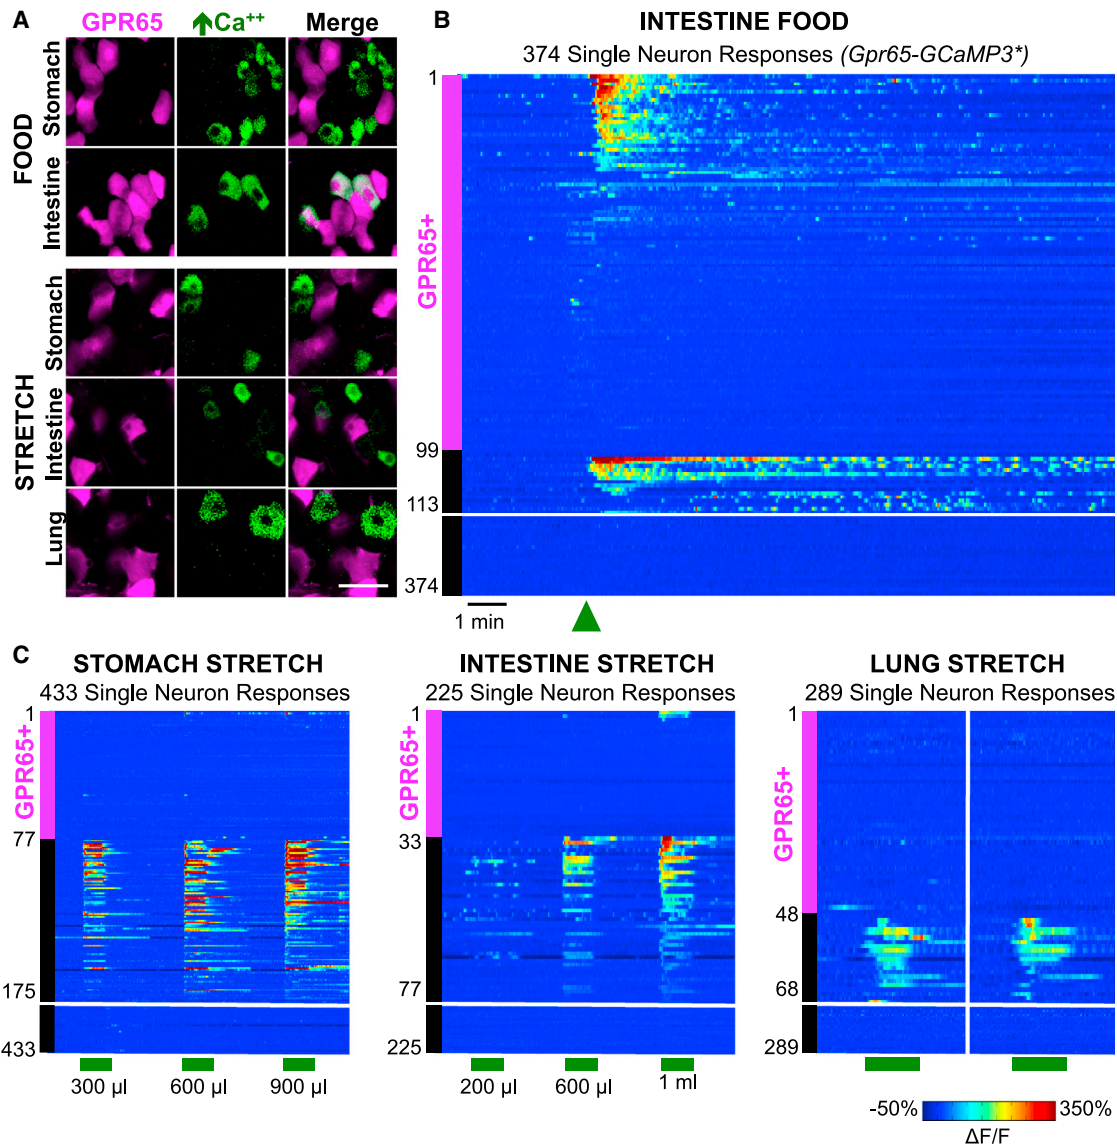 A
GPR65
↑Ca++
Merge
FOOD
Stomach
Intestine
STRETCH
Stomach
Intestine
Lung
B
INTESTINE FOOD
374 Single Neuron Responses (Gpr65-GCaMP3*)
1
GPR65+
99
113
374
1 min
C
STOMACH STRETCH
433 Single Neuron Responses
1
GPR65+
77
175
433
300 µl
600 µl
900 µl
INTESTINE STRETCH
225 Single Neuron Responses
1
GPR65+
33
77
225
200 µl
600 µl
1 ml
LUNG STRETCH
289 Single Neuron Responses
1
GPR65+
48
68
289
-50%
350%
ΔF/F